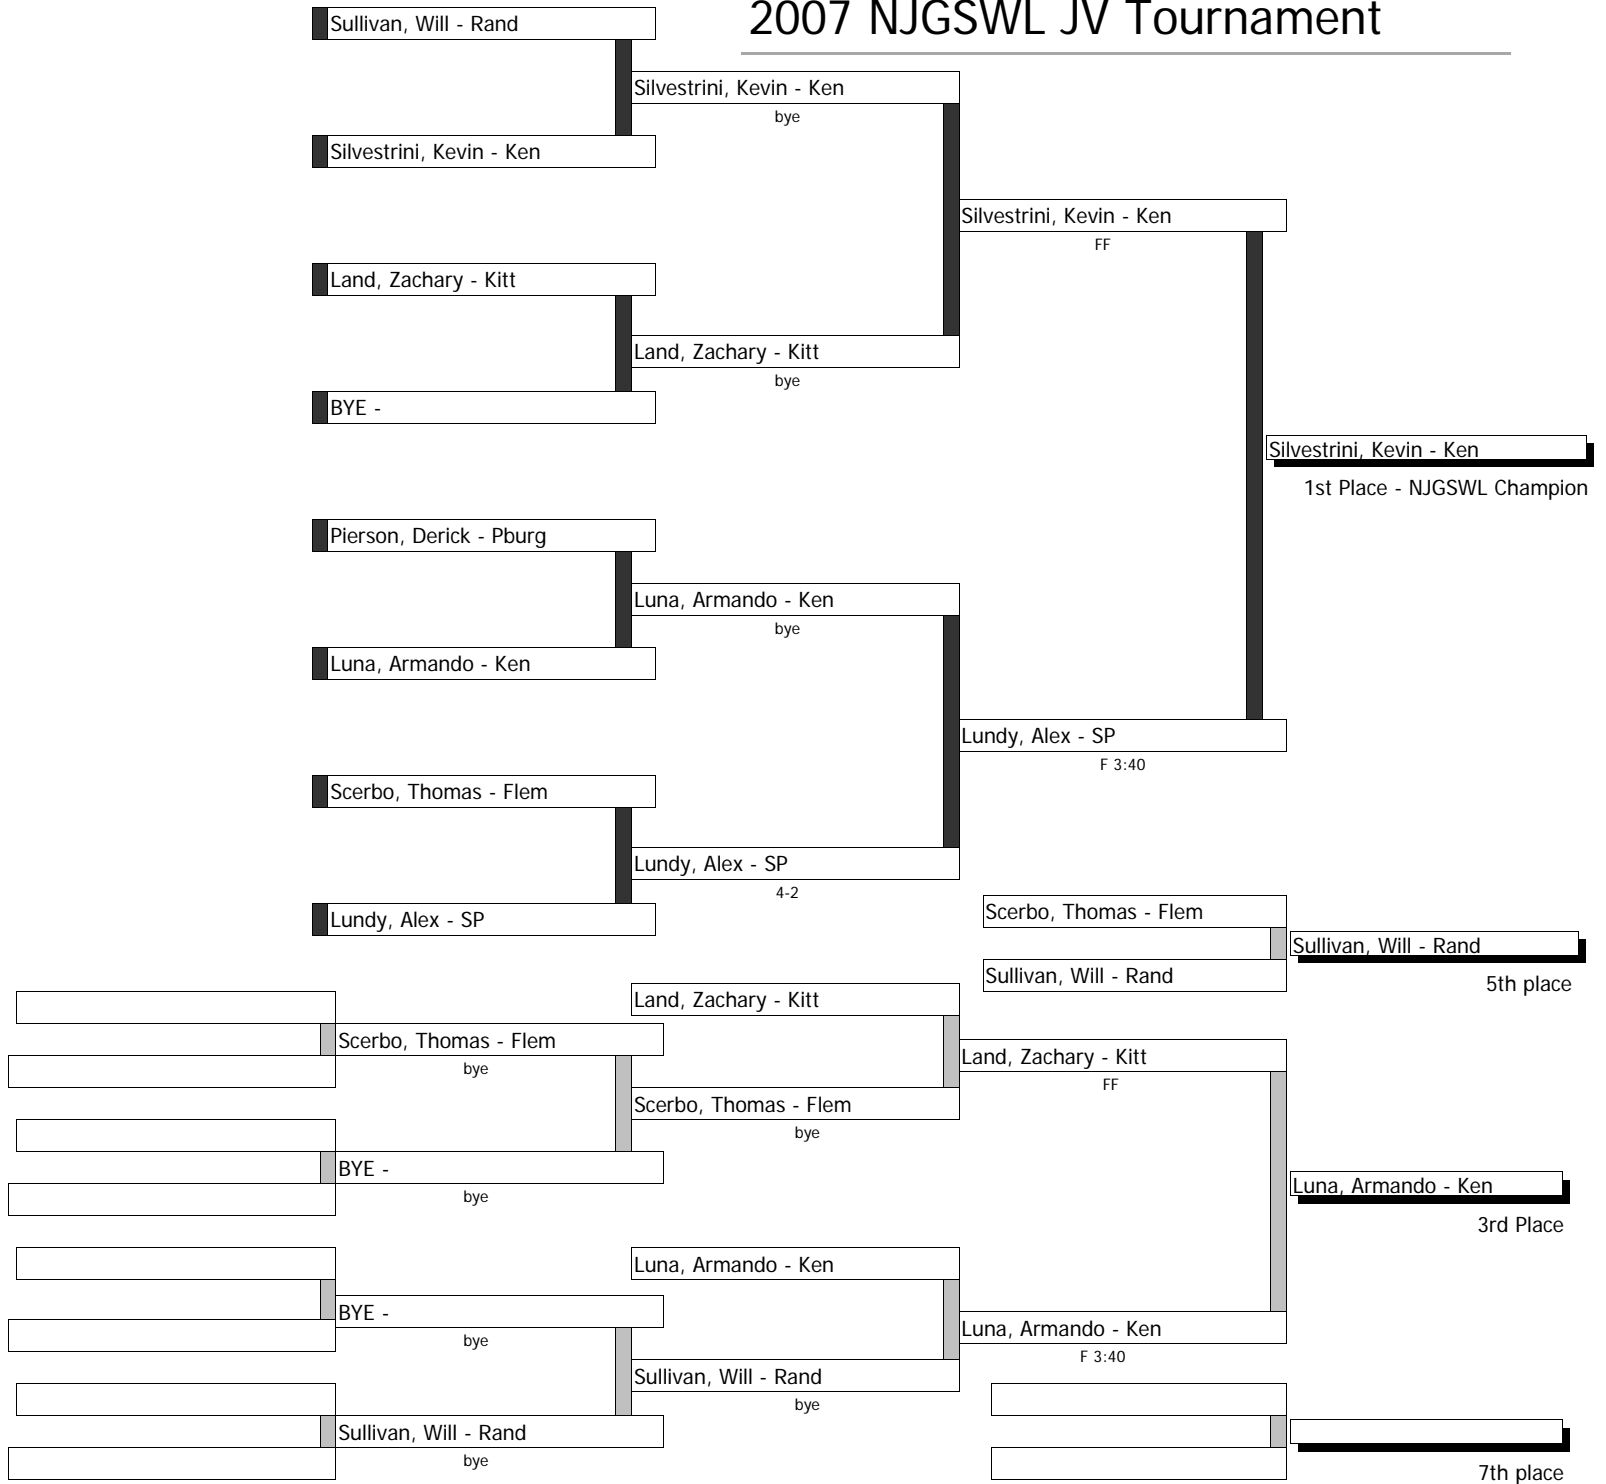 2007 NJGSWL JV Tournament
Sullivan, Will - Rand
Silvestrini, Kevin - Ken
bye
Silvestrini, Kevin - Ken
Silvestrini, Kevin - Ken
FF
Land, Zachary - Kitt
Land, Zachary - Kitt
bye
BYE -
Silvestrini, Kevin - Ken
1st Place - NJGSWL Champion
Pierson, Derick - Pburg
Luna, Armando - Ken
bye
Luna, Armando - Ken
Lundy, Alex - SP
F 3:40
Scerbo, Thomas - Flem
Lundy, Alex - SP
4-2
Lundy, Alex - SP
Scerbo, Thomas - Flem
Sullivan, Will - Rand
Sullivan, Will - Rand
5th place
Land, Zachary - Kitt
Scerbo, Thomas - Flem
bye
Land, Zachary - Kitt
FF
Scerbo, Thomas - Flem
bye
BYE -
bye
Luna, Armando - Ken
3rd Place
Luna, Armando - Ken
BYE -
bye
Luna, Armando - Ken
F 3:40
Sullivan, Will - Rand
bye
Sullivan, Will - Rand
bye
7th place